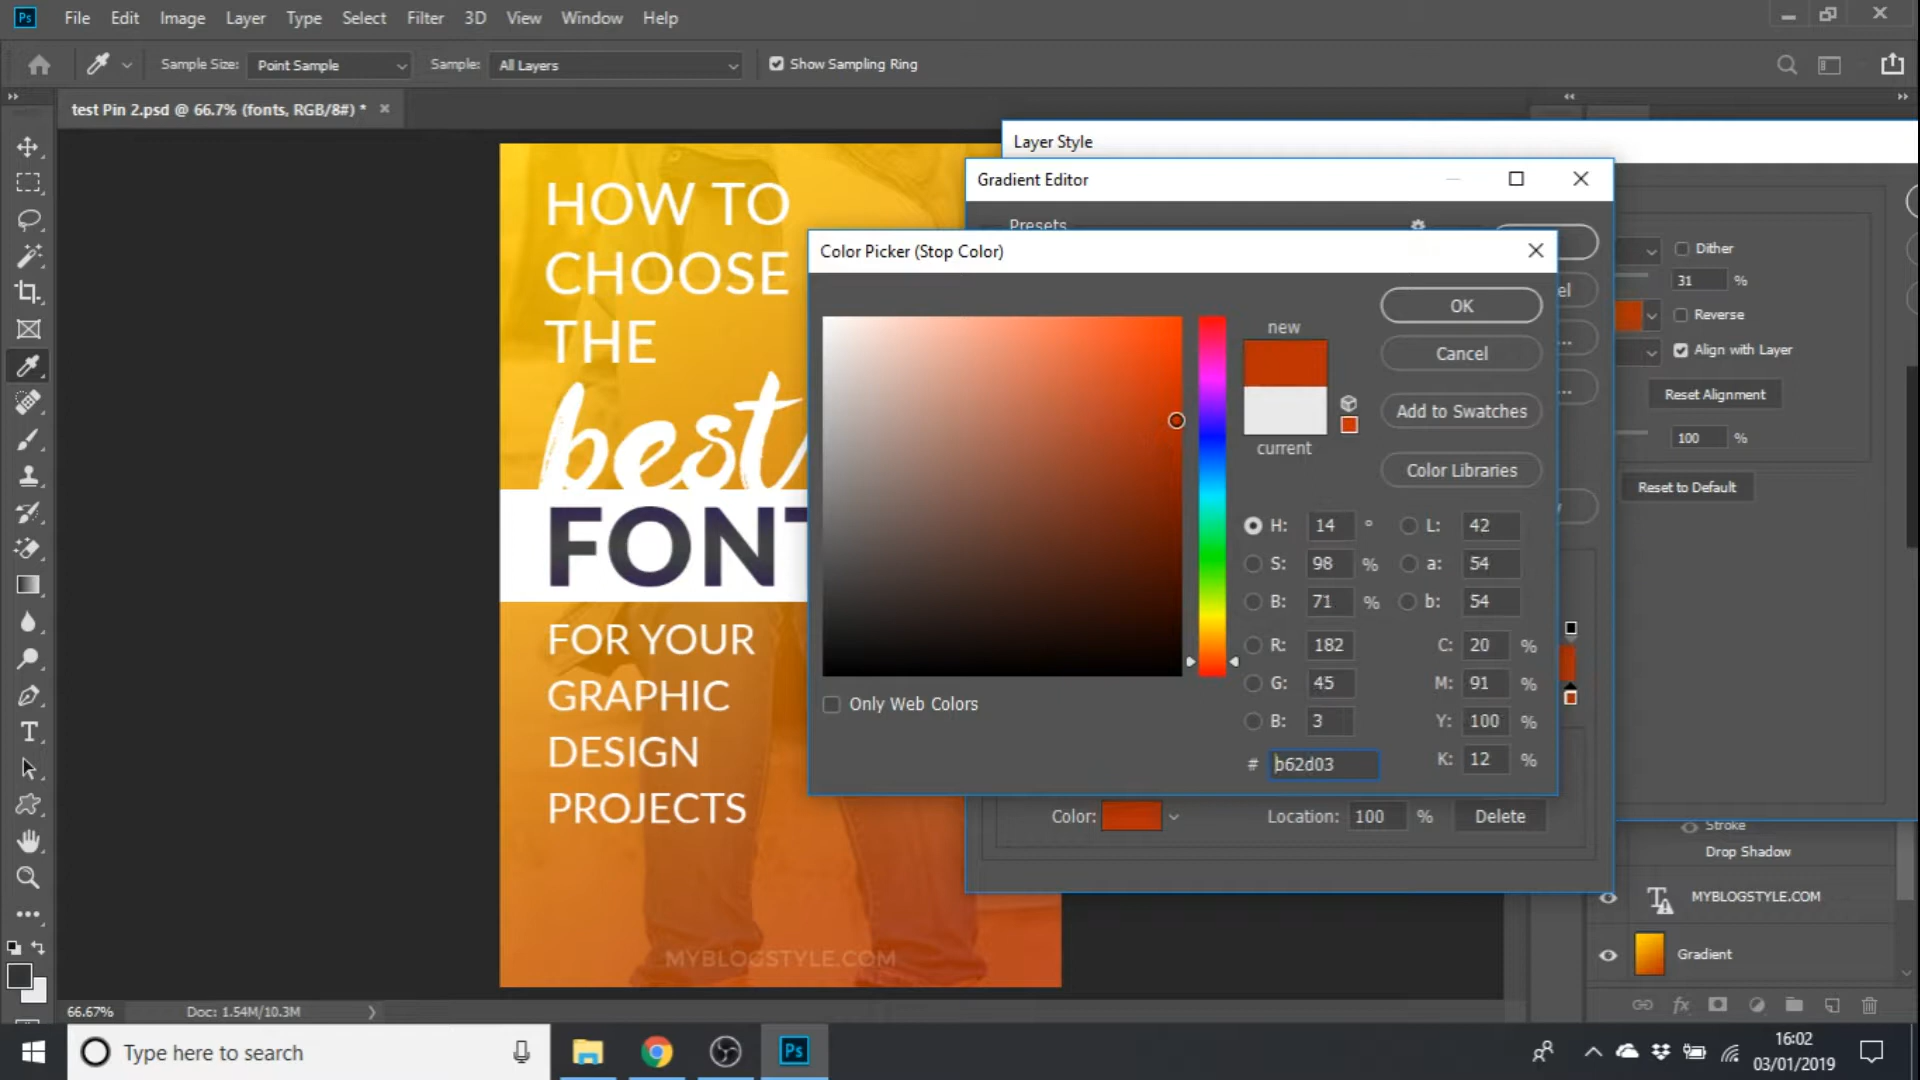 Ps File Edit Image Layer Type Select Filter 3D View Window Help
Sample Size: Point Sample Sample: All Layers Show Sampling Ring
test Pin 2.psd @ 66.7% (fonts, RGB/8#) * ×
Layer Style
Gradient Editor
Presets
Color Picker (Stop Color)
HOW TO
CHOOSE
THE
best
FONT
FOR YOUR
GRAPHIC
DESIGN
PROJECTS
MYBLOGSTYLE.COM
new
current
OK
Cancel
Add to Swatches
Color Libraries
H: 14 ° L: 42
S: 98 % a: 54
B: 71 % b: 54
R: 182 C: 20 %
G: 45 M: 91 %
B: 3 Y: 100 %
# b62d03 K: 12 %
Only Web Colors
Color: Location: 100 % Delete
Dither
31 %
Reverse
Align with Layer
Reset Alignment
100 %
Reset to Default
Stroke
Drop Shadow
T MYBLOGSTYLE.COM
Gradient
fx
66.67% Doc: 1.54M/10.3M
Type here to search
Ps
16:02
03/01/2019